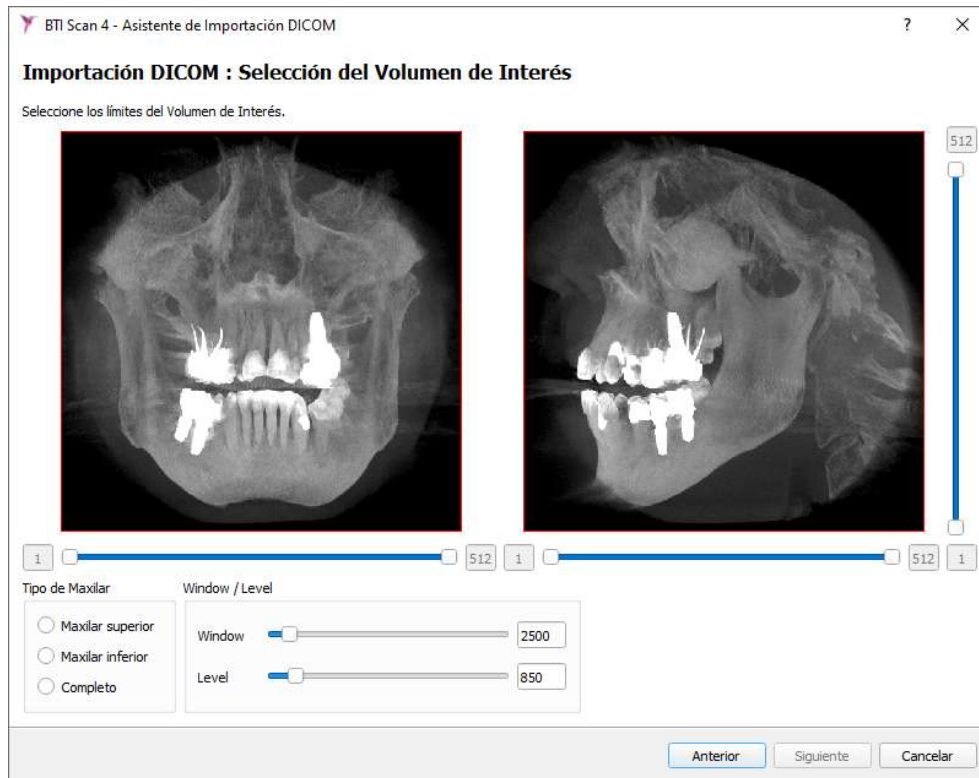 BTI Scan 4 - Asistente de Importación DICOM
?
Importación DICOM : Selección del Volumen de Interés
Seleccione los límites del Volumen de Interés.
512
1 512 1 512 1
Tipo de Maxilar Window / Level
Maxilar superior
Maxilar inferior
Completo
Window 2500
Level 850
Anterior Siguiente Cancelar